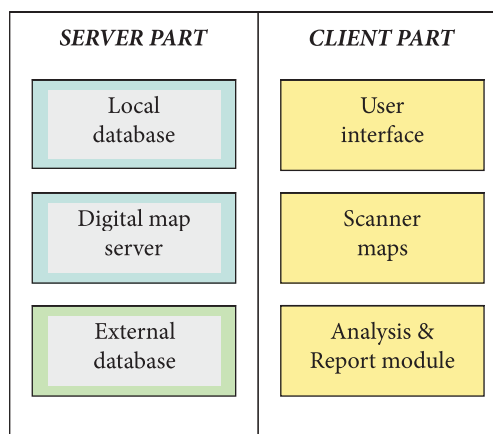 SERVER PART
Local
database
Digital map
server
External
database
CLIENT PART
User
interface
Scanner
maps
Analysis &
Report module